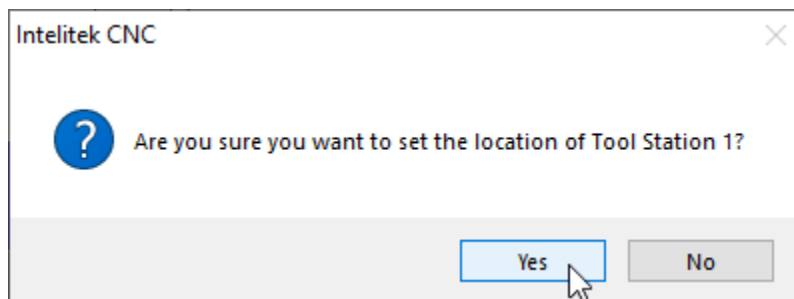 Intelitek CNC
Are you sure you want to set the location of Tool Station 1?
Yes
No